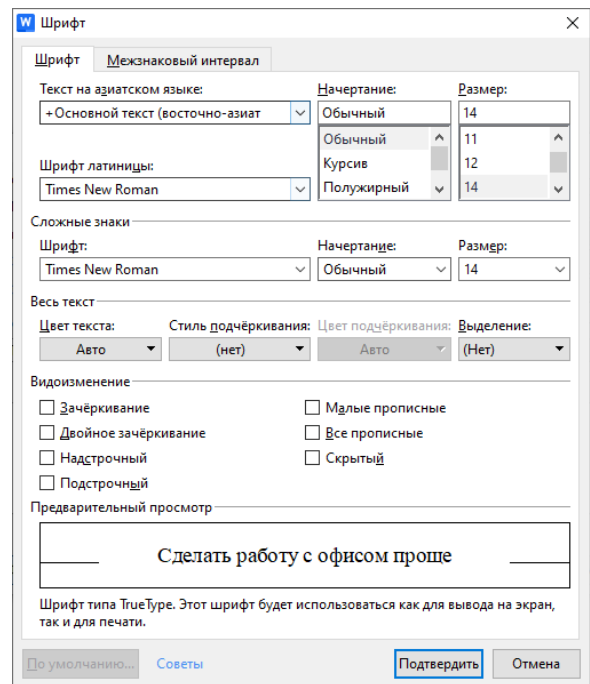 W Шрифт
Шрифт Межзнаковый интервал
Текст на азиатском языке: Начертание: Размер:
+Основной текст (восточно-азиат Обычный 14
Обычный 11
Курсив 12
Полужирный 14
Шрифт латиницы:
Times New Roman
Сложные знаки
Шрифт: Начертание: Размер:
Times New Roman Обычный 14
Весь текст
Цвет текста: Стиль подчёркивания: Цвет подчёркивания: Выделение:
Авто (нет) Авто (Нет)
Видоизменение
Зачёркивание Малые прописные
Двойное зачёркивание Все прописные
Надстрочный Скрытый
Подстрочный
Предварительный просмотр
Сделать работу с офисом проще
Шрифт типа TrueType. Этот шрифт будет использоваться как для вывода на экран,
так и для печати.
По умолчанию... Советы Подтвердить Отмена